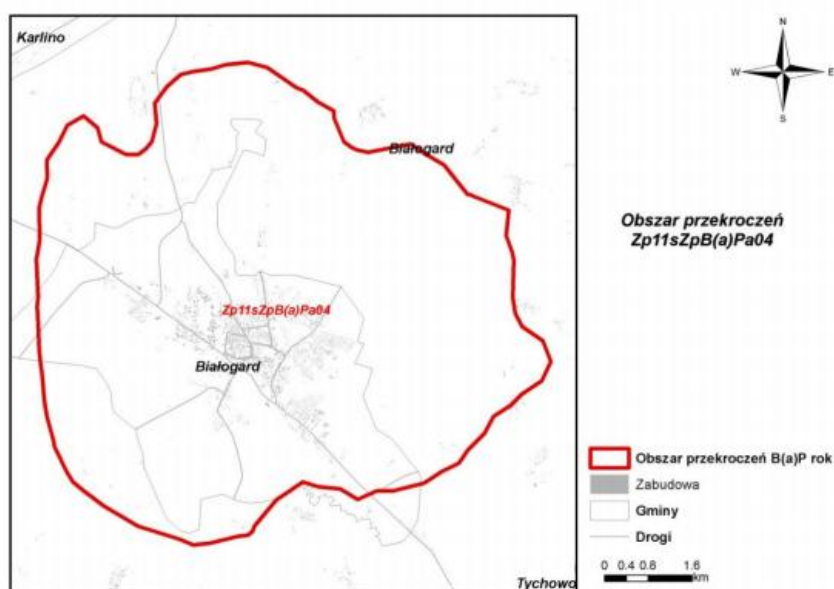 Karlino
Białogard
Zp11sZpB(a)Pa04
Białogard
Tychowo
N
W E
S
Obszar przekroczeń
Zp11sZpB(a)Pa04
Obszar przekroczeń B(a)P rok
Zabudowa
Gminy
Drogi
0 0.4 0.8 1.6
km